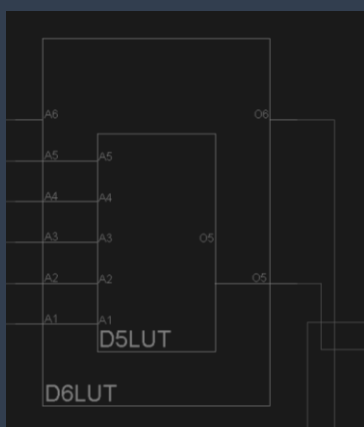 A6 O6
A5 A5
A4 A4
A3 A3 O5
A2 A2 O5
A1 A1
D5LUT
D6LUT